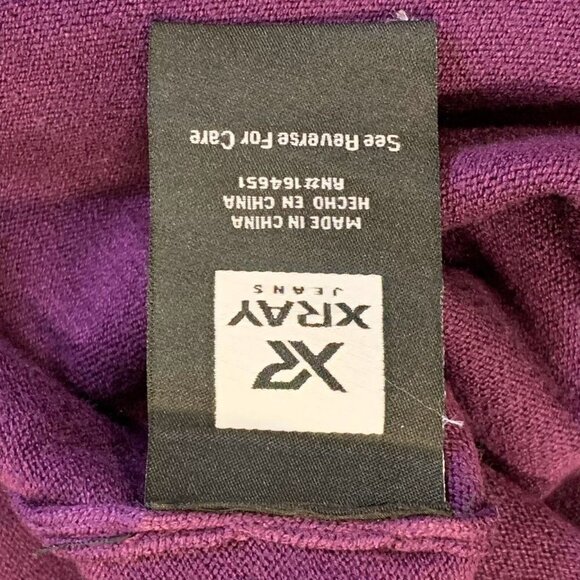 XR
XRAY
JEANS
MADE IN CHINA
HECHO EN CHINA
RN#164651
See Reverse For Care